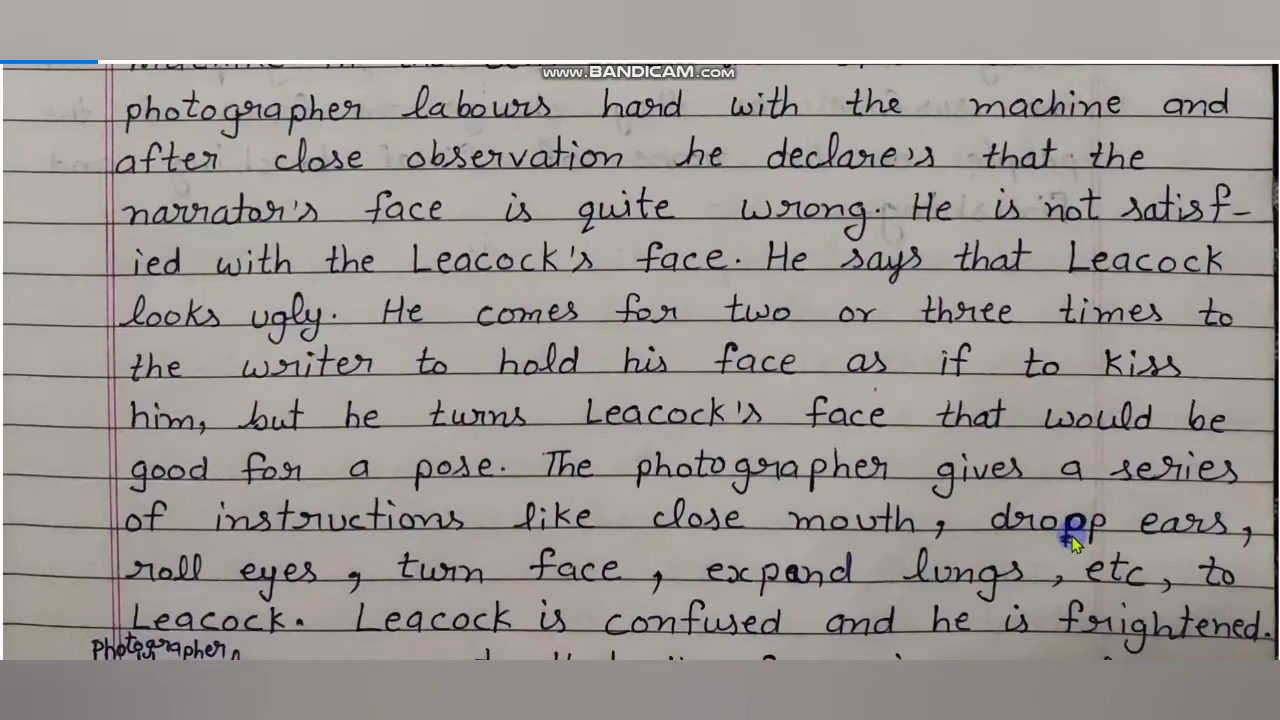 www.BANDICAM.com
photographer labours hard with the machine and
after close observation he declare's that the
narrator's face is quite wrong. He is not satisf-
ied with the Leacock's face. He says that Leacock
looks ugly. He comes for two or three times to
the writer to hold his face as if to kiss
him, but he turns Leacock's face that would be
good for a pose. The photographer gives a series
of instructions like close mouth, dropp ears,
roll eyes, turn face, expand lungs, etc, to
Leacock. Leacock is confused and he is frightened.
Photographer